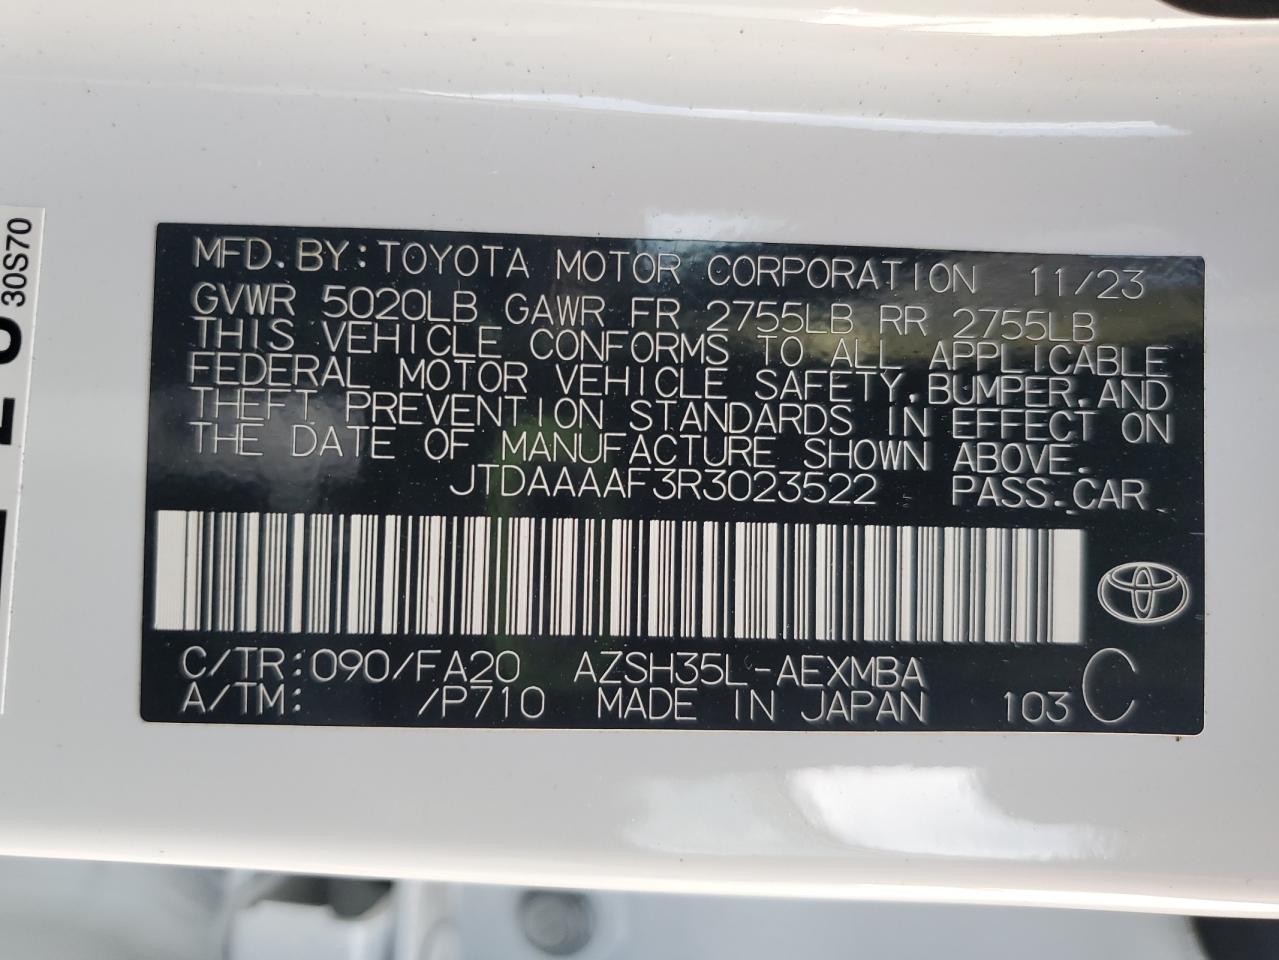 MFD. BY: TOYOTA MOTOR CORPORATION 11/23
GVWR 5020LB GAWR FR 2755LB RR 2755LB
THIS VEHICLE CONFORMS TO ALL APPLICABLE
FEDERAL MOTOR VEHICLE SAFETY, BUMPER, AND
THEFT PREVENTION STANDARDS IN EFFECT ON
THE DATE OF MANUFACTURE SHOWN ABOVE.
JTDAAAAF3R3023522 PASS. CAR
C/TR: 090/FA20 AZSH35L-AEXMBA
A/TM: /P710 MADE IN JAPAN 103 C
30S70